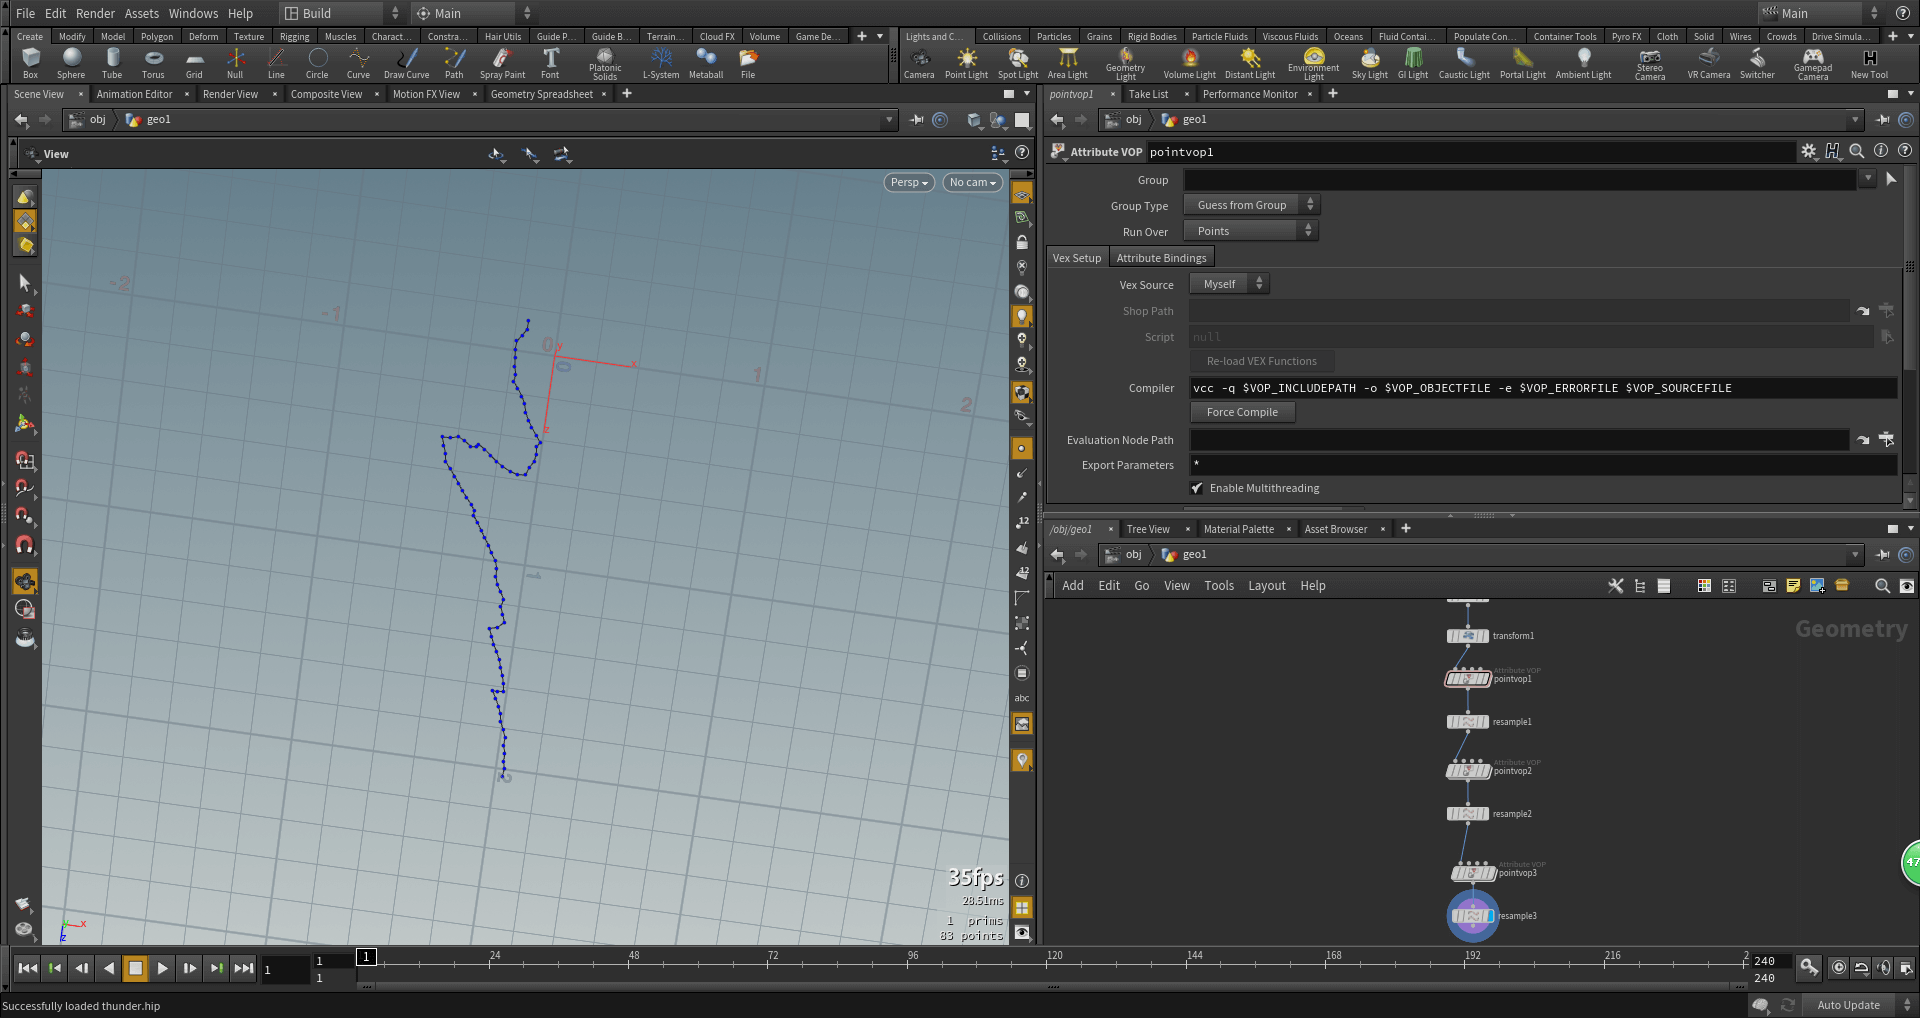 File Edit Render Assets Windows Help Build Main Main
Create Modify Model Polygon Deform Texture Rigging Muscles Charact... Constra... Hair Utils Guide P... Guide B... Terrain... Cloud FX Volume Game De...
Lights and C... Collisions Particles Grains Rigid Bodies Particle Fluids Viscous Fluids Oceans Fluid Contai... Populate Con... Container Tools Pyro FX Cloth Solid Wires Crowds Drive Simula...
Box Sphere Tube Torus Grid Null Line Circle Curve Draw Curve Path Spray Paint Font Platonic Solids L-System Metaball File
Camera Point Light Spot Light Area Light Geometry Light Volume Light Distant Light Environment Light Sky Light GI Light Caustic Light Portal Light Ambient Light Stereo Camera VR Camera Switcher Gamepad Camera New Tool
Scene View Animation Editor Render View Composite View Motion FX View Geometry Spreadsheet
obj geo1
View
Persp No cam
-2
-1
0
y
x
0
1
2
z
1
2
12
12
abc
35fps
28.51ms
1 prims
83 points
x
z
pointvop1 Take List Performance Monitor
obj geo1
Attribute VOP pointvop1
Group
Group Type Guess from Group
Run Over Points
Vex Setup Attribute Bindings
Vex Source Myself
Shop Path
Script null
Re-load VEX Functions
Compiler vcc -q $VOP_INCLUDEPATH -o $VOP_OBJECTFILE -e $VOP_ERRORFILE $VOP_SOURCEFILE
Force Compile
Evaluation Node Path
Export Parameters *
Enable Multithreading
/obj/geo1 Tree View Material Palette Asset Browser
obj geo1
Add Edit Go View Tools Layout Help
Geometry
transform1
Attribute VOP
pointvop1
resample1
Attribute VOP
pointvop2
resample2
Attribute VOP
pointvop3
resample3
47
1 1 1 24 48 72 96 120 144 168 192 216 2 240
1 240
Successfully loaded thunder.hip
Auto Update